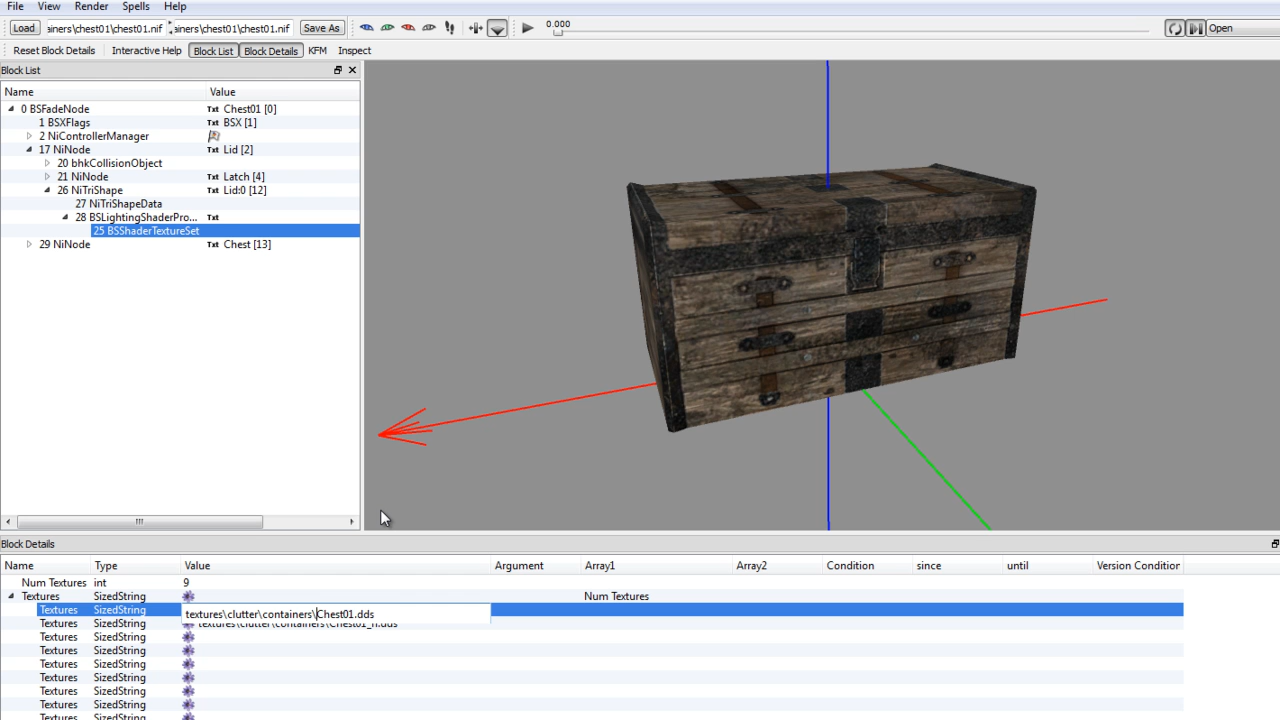 File View Render Spells Help
Load ainers\chest01\chest01.nif ainers\chest01\chest01.nif Save As 0.000 Open
Reset Block Details Interactive Help Block List Block Details KFM Inspect
Block List
Name Value
0 BSFadeNode Txt Chest01 [0]
1 BSXFlags Txt BSX [1]
2 NiControllerManager
17 NiNode Txt Lid [2]
20 bhkCollisionObject
21 NiNode Txt Latch [4]
26 NiTriShape Txt Lid:0 [12]
27 NiTriShapeData
28 BSLightingShaderPro... Txt
25 BSShaderTextureSet
29 NiNode Txt Chest [13]
Block Details
Name Type Value Argument Array1 Array2 Condition since until Version Condition
Num Textures int 9
Textures SizedString Num Textures
Textures SizedString textures\clutter\containers\Chest01.dds
Textures SizedString textures\clutter\containers\Chest01_n.dds
Textures SizedString
Textures SizedString
Textures SizedString
Textures SizedString
Textures SizedString
Textures SizedString
Textures SizedString